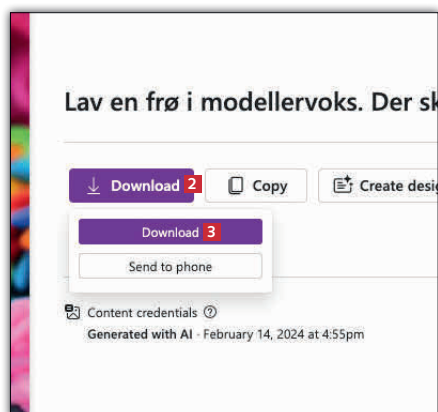 Lav en frø i modellervoks. Der sk
Download 2 Copy Create desig
Download 3
Send to phone
Content credentials
Generated with AI · February 14, 2024 at 4:55pm